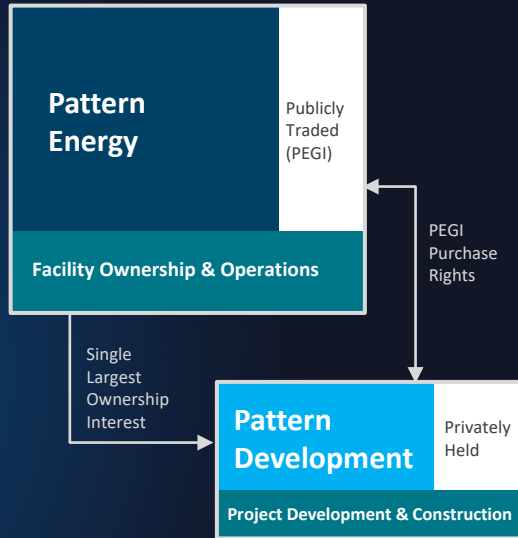 Pattern
Energy
Publicly
Traded
(PEGI)
Facility Ownership & Operations
PEGI
Purchase
Rights
Single
Largest
Ownership
Interest
Pattern
Development
Privately
Held
Project Development & Construction